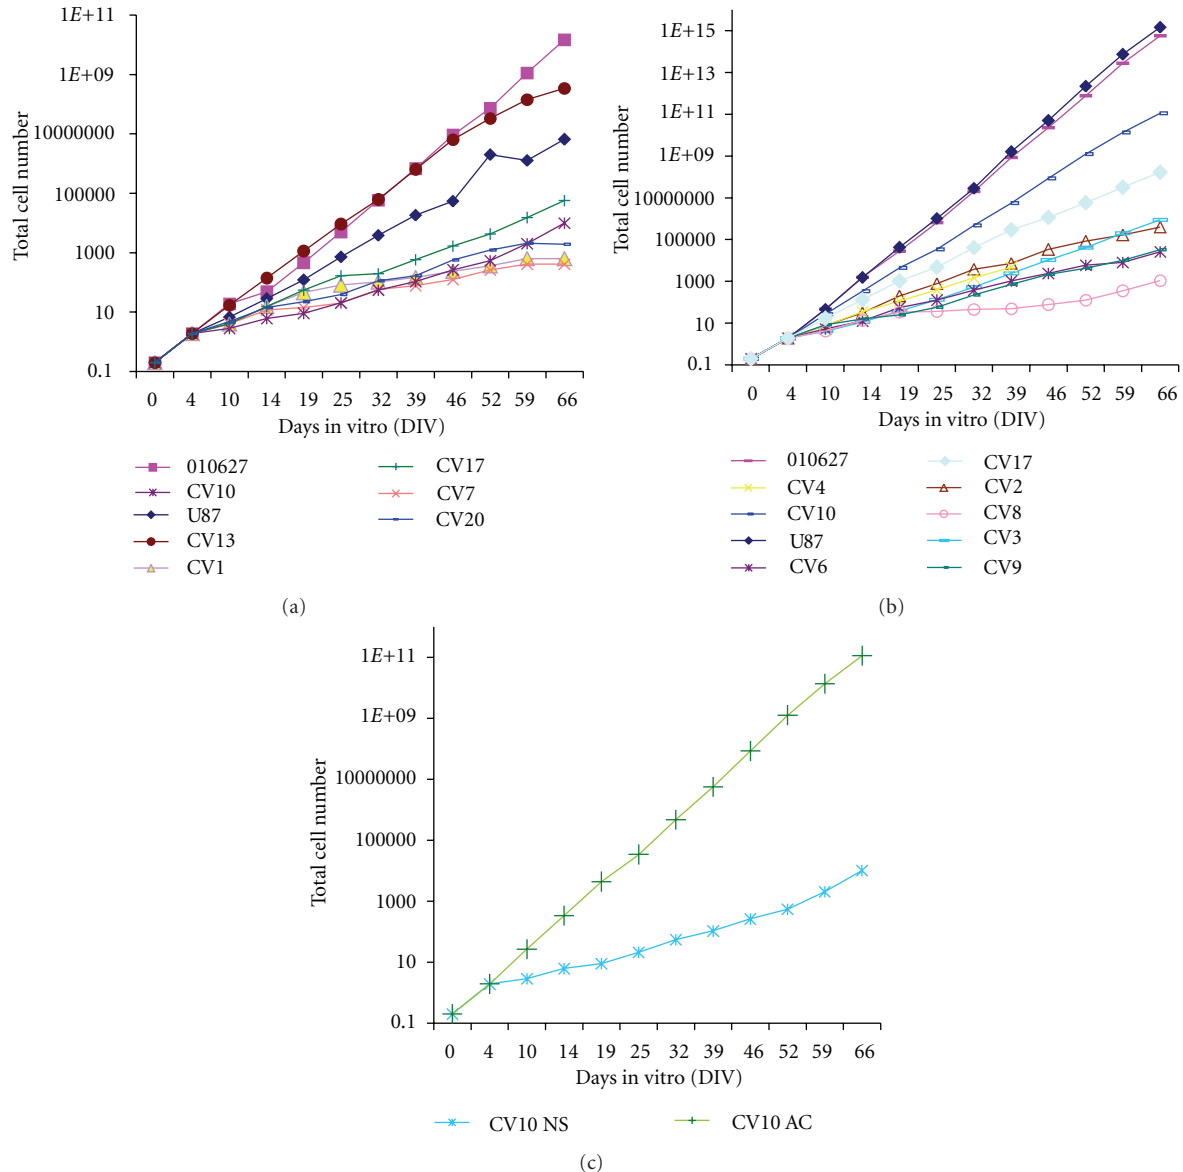 1E+11
1E+09
10000000
100000
1000
10
0.1
Total cell number
0 4 10 14 19 25 32 39 46 52 59 66
Days in vitro (DIV)
010627
CV10
U87
CV13
CV1
CV17
CV7
CV20
(a)
1E+15
1E+13
1E+11
1E+09
10000000
100000
1000
10
0.1
Total cell number
0 4 10 14 19 25 32 39 46 52 59 66
Days in vitro (DIV)
010627
CV4
CV10
U87
CV6
CV17
CV2
CV8
CV3
CV9
(b)
1E+11
1E+09
10000000
100000
1000
10
0.1
Total cell number
0 4 10 14 19 25 32 39 46 52 59 66
Days in vitro (DIV)
CV10 NS
CV10 AC
(c)